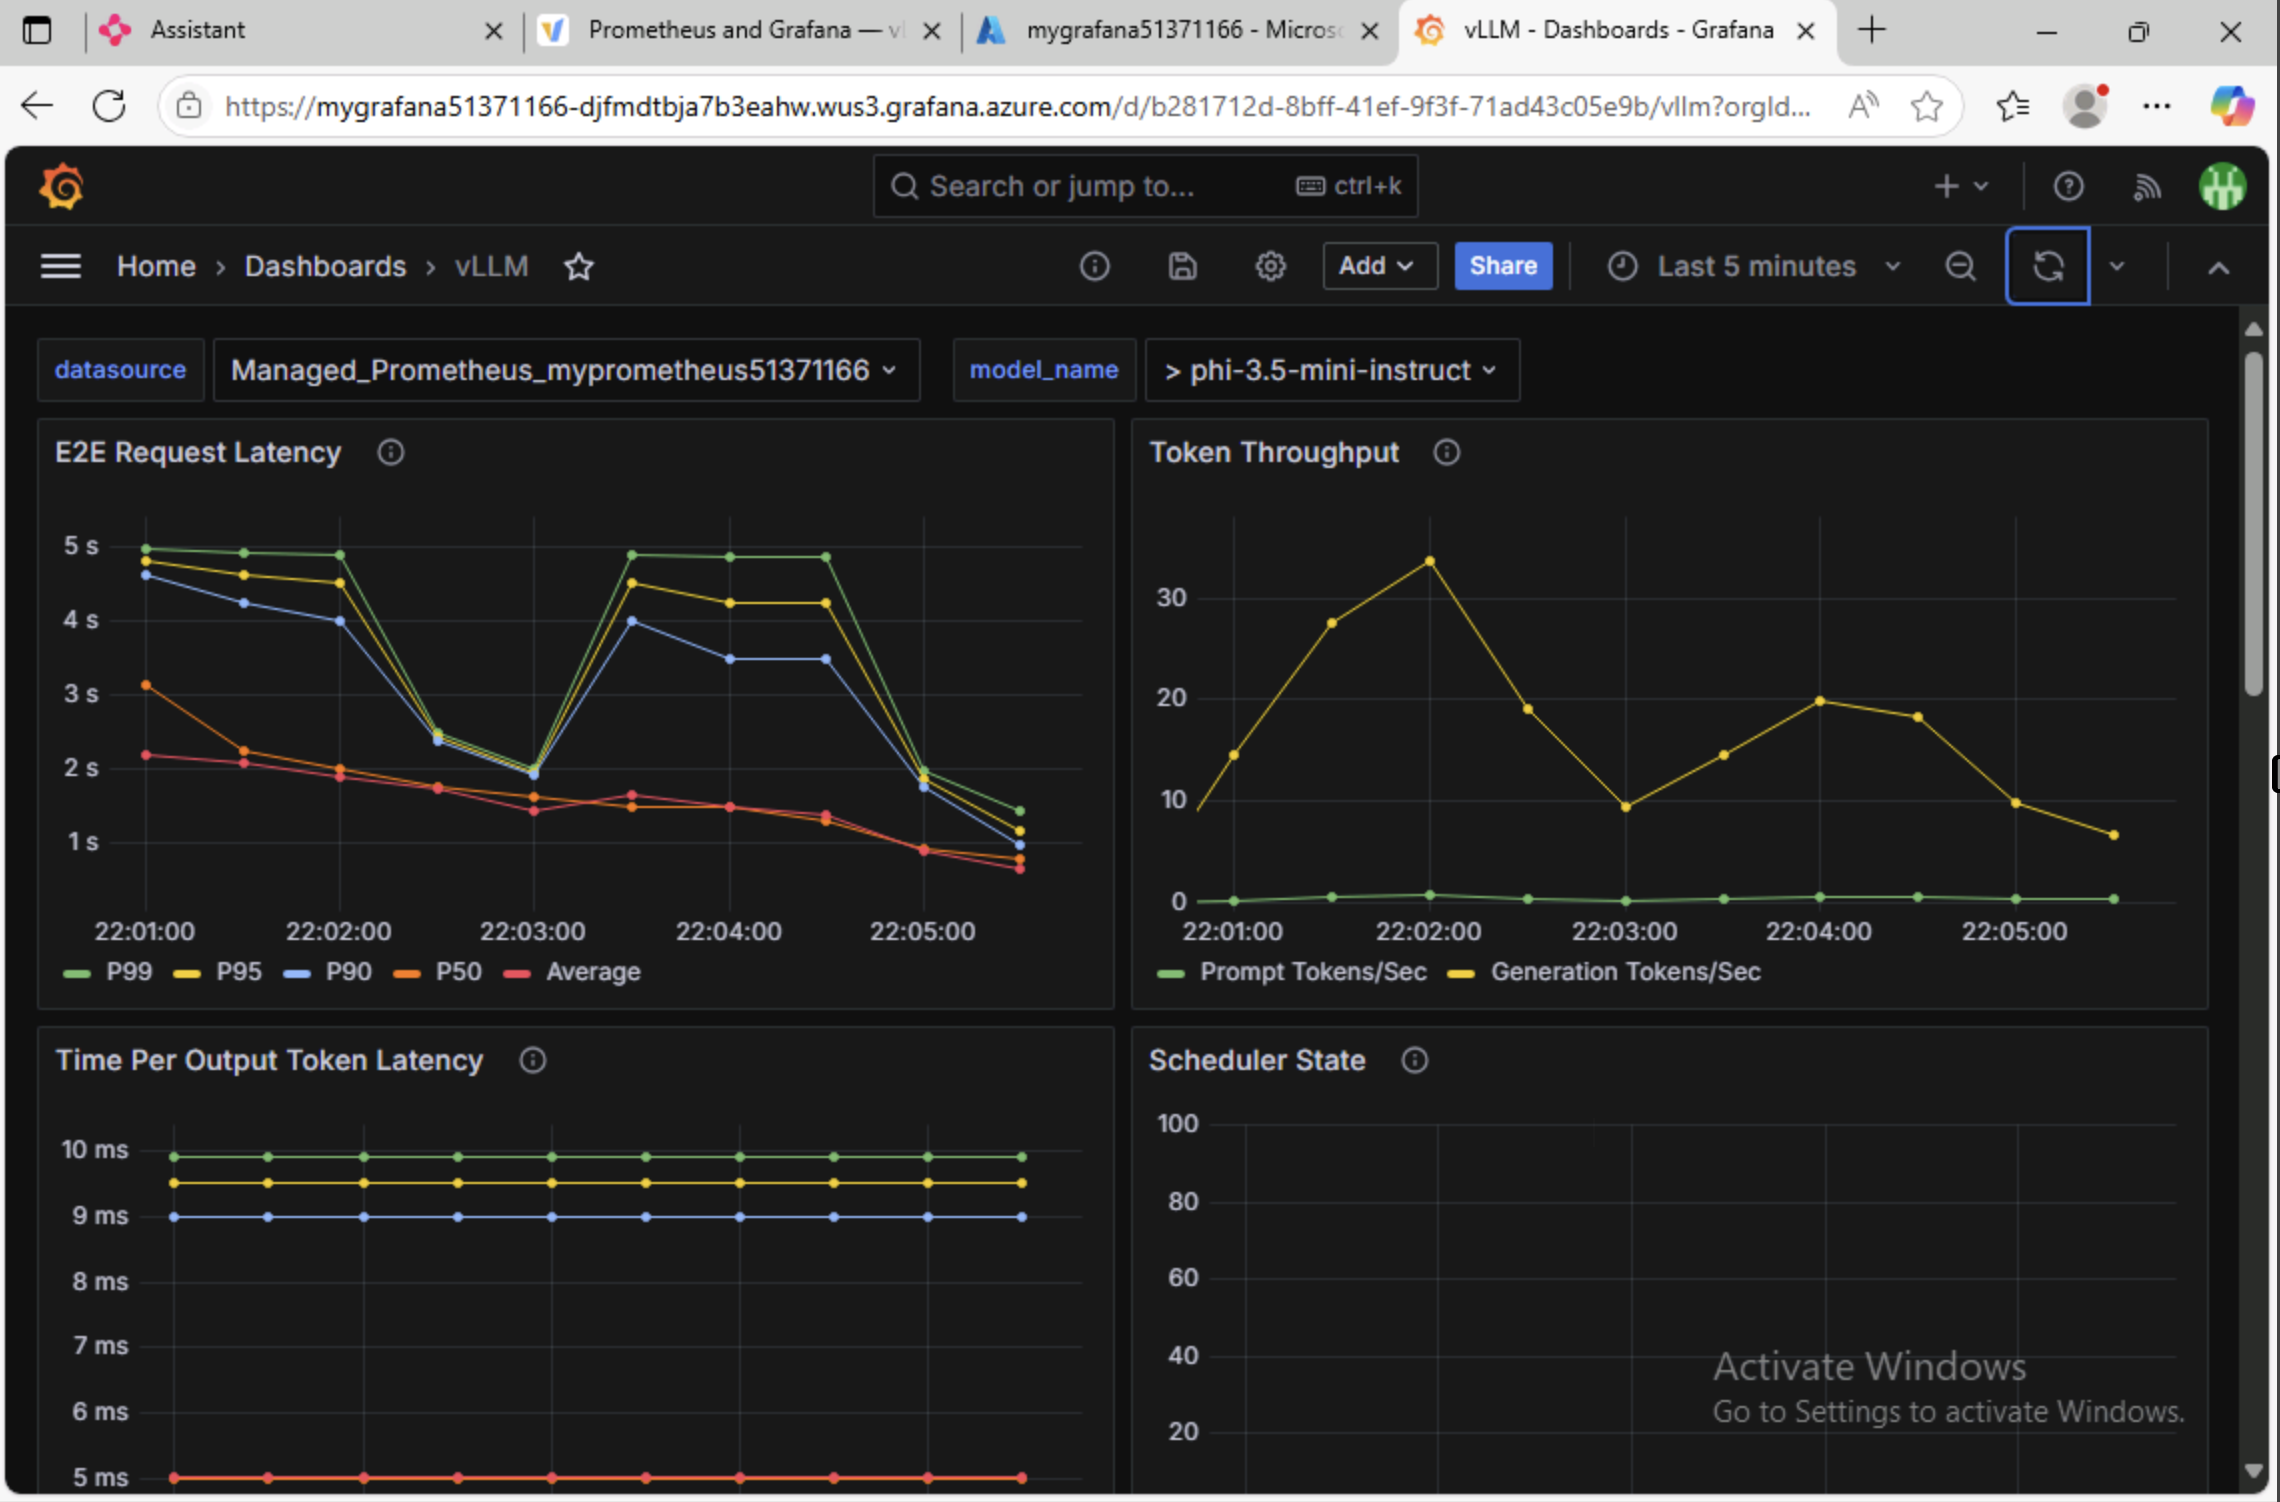 Assistant
Prometheus and Grafana — vl
mygrafana51371166 - Micros
vLLM - Dashboards - Grafana
https://mygrafana51371166-djfmdtbja7b3eahw.wus3.grafana.azure.com/d/b281712d-8bff-41ef-9f3f-71ad43c05e9b/vllm?orgId...
Search or jump to... ctrl+k
Home › Dashboards › vLLM
Add
Share
Last 5 minutes
datasource
Managed_Prometheus_myprometheus51371166
model_name
> phi-3.5-mini-instruct
E2E Request Latency
5 s
4 s
3 s
2 s
1 s
22:01:00 22:02:00 22:03:00 22:04:00 22:05:00
P99 P95 P90 P50 Average
Token Throughput
30
20
10
0
22:01:00 22:02:00 22:03:00 22:04:00 22:05:00
Prompt Tokens/Sec Generation Tokens/Sec
Time Per Output Token Latency
10 ms
9 ms
8 ms
7 ms
6 ms
5 ms
Scheduler State
100
80
60
40
20
Activate Windows
Go to Settings to activate Windows.